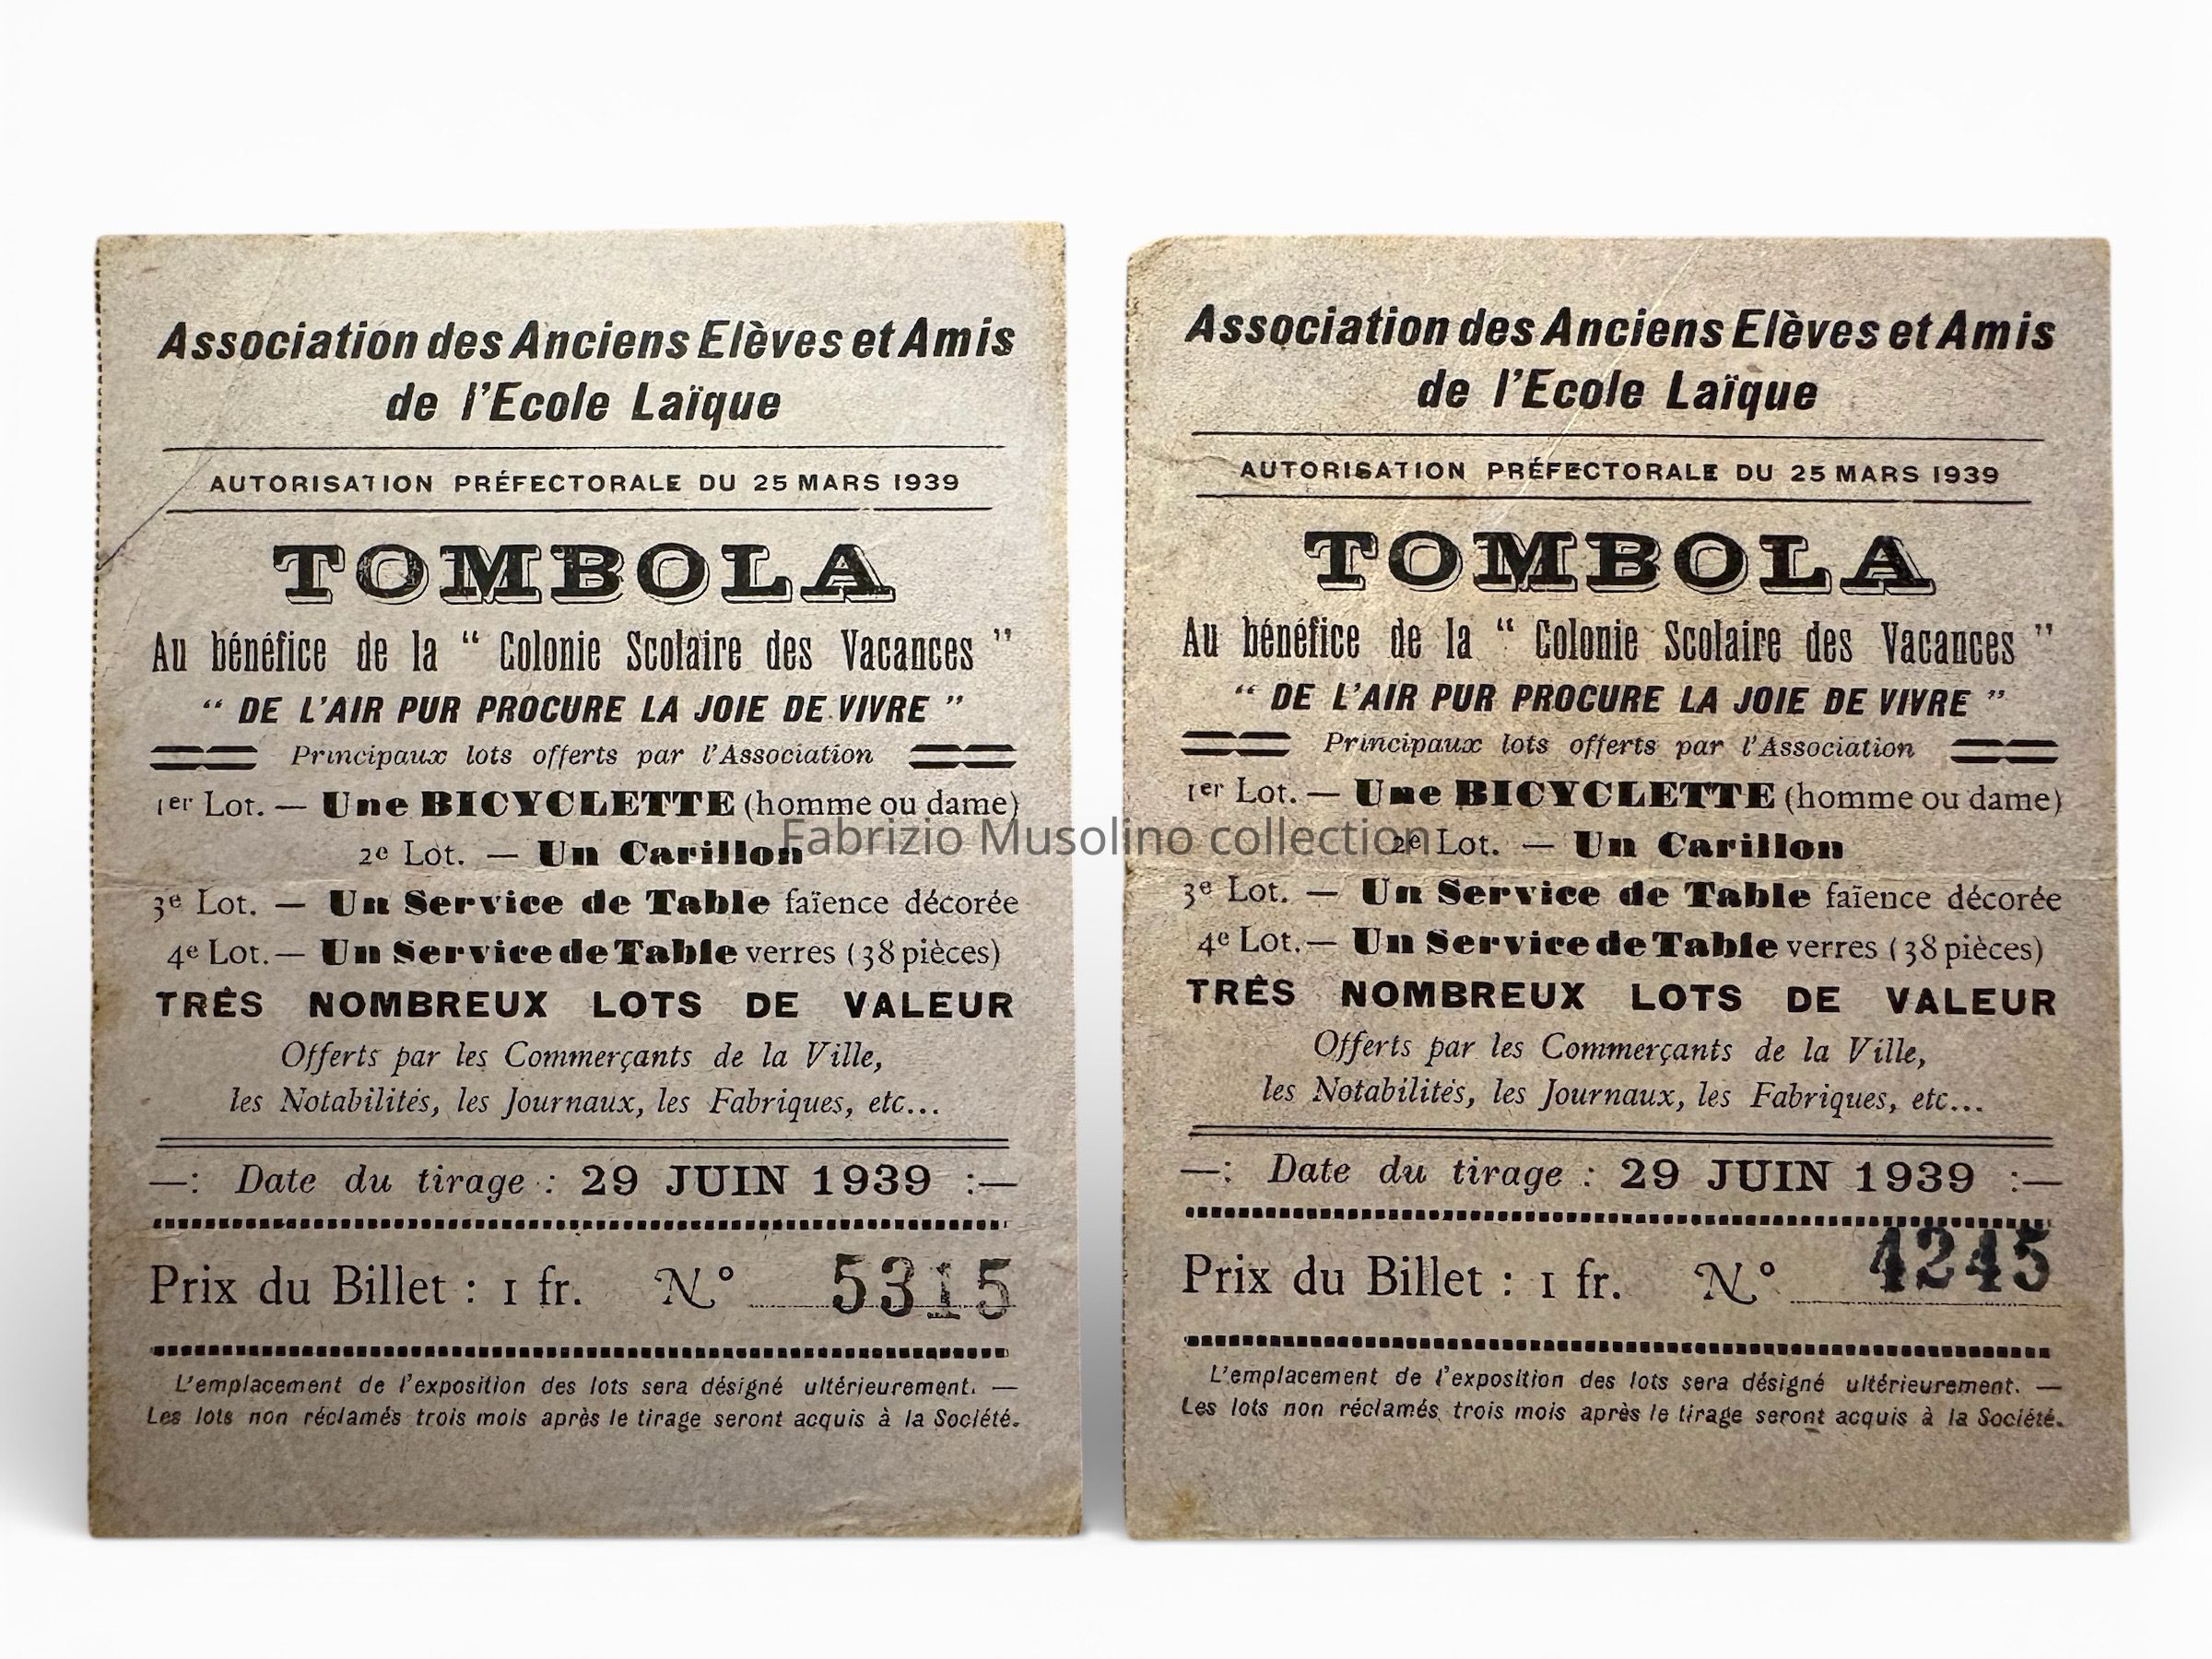 Association des Anciens Elèves et Amis
de l'Ecole Laïque
AUTORISATION PRÉFECTORALE DU 25 MARS 1939
TOMBOLA
Au bénéfice de la “ Colonie Scolaire des Vacances ”
“ DE L'AIR PUR PROCURE LA JOIE DE VIVRE ”
Principaux lots offerts par l'Association
1er Lot. — Une BICYCLETTE (homme ou dame)
2e Lot. — Un Carillon
3e Lot. — Un Service de Table faïence décorée
4e Lot. — Un Service de Table verres (38 pièces)
TRÊS NOMBREUX LOTS DE VALEUR
Offerts par les Commerçants de la Ville,
les Notabilités, les Journaux, les Fabriques, etc...
—: Date du tirage : 29 JUIN 1939 :—
Prix du Billet : 1 fr. N° 5315
L'emplacement de l'exposition des lots sera désigné ultérieurement. —
Les lots non réclamés trois mois après le tirage seront acquis à la Société.
Association des Anciens Elèves et Amis
de l'Ecole Laïque
AUTORISATION PRÉFECTORALE DU 25 MARS 1939
TOMBOLA
Au bénéfice de la “ Colonie Scolaire des Vacances ”
“ DE L'AIR PUR PROCURE LA JOIE DE VIVRE ”
Principaux lots offerts par l'Association
1er Lot. — Une BICYCLETTE (homme ou dame)
2e Lot. — Un Carillon
3e Lot. — Un Service de Table faïence décorée
4e Lot. — Un Service de Table verres (38 pièces)
TRÊS NOMBREUX LOTS DE VALEUR
Offerts par les Commerçants de la Ville,
les Notabilités, les Journaux, les Fabriques, etc...
—: Date du tirage : 29 JUIN 1939 :—
Prix du Billet : 1 fr. N° 4245
L'emplacement de l'exposition des lots sera désigné ultérieurement. —
Les lots non réclamés trois mois après le tirage seront acquis à la Société.
Fabrizio Musolino collection